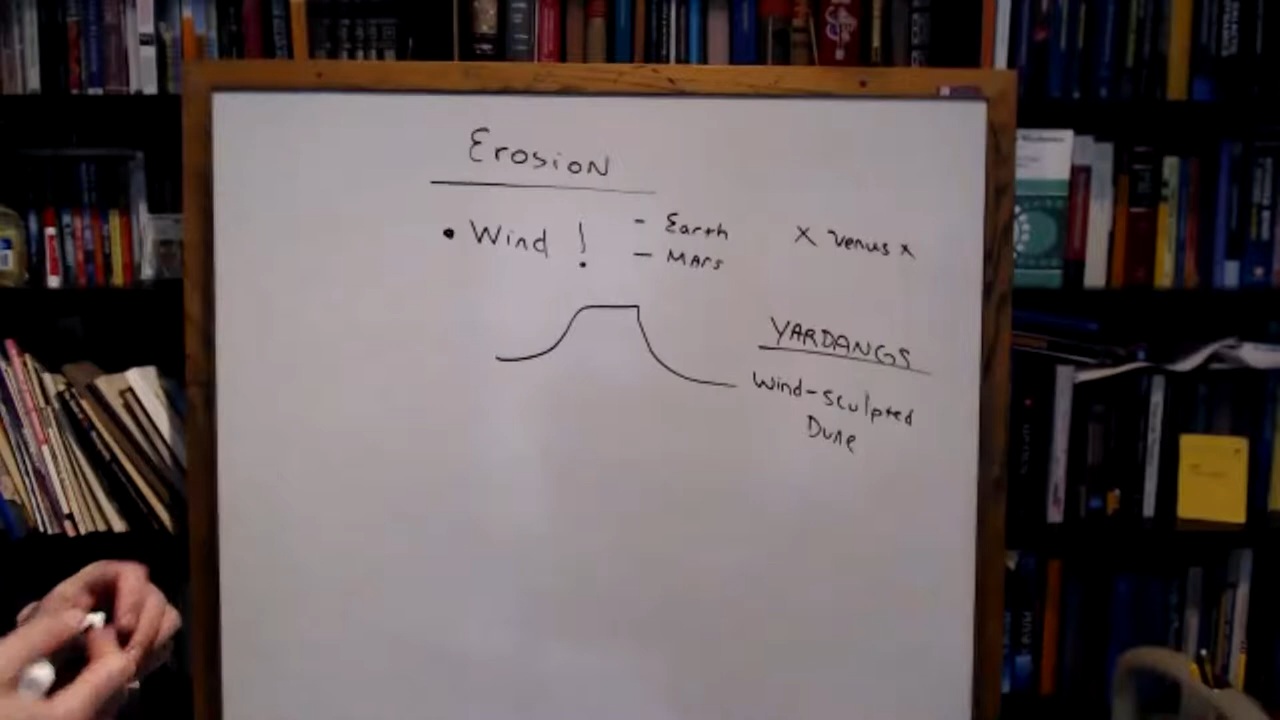 Erosion
• Wind !
- Earth
- Mars
x Venus x
YARDANGS
Wind-Sculpted
Dune